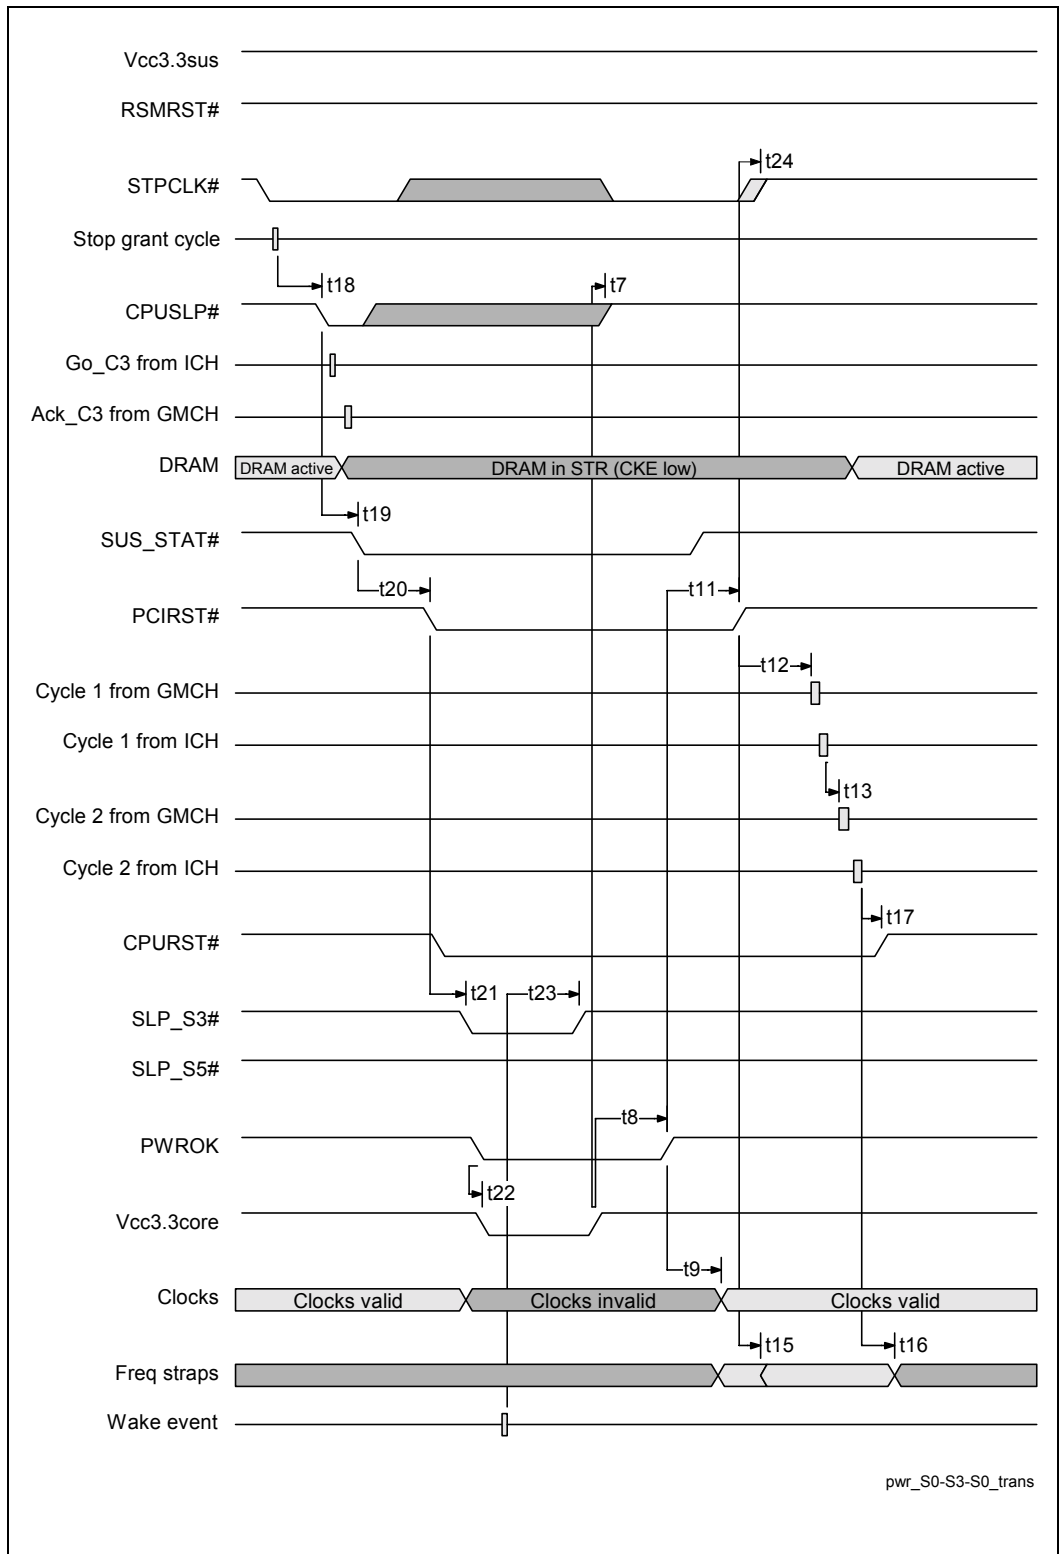 Vcc3.3sus
RSMRST#
t24
STPCLK#
Stop grant cycle
t18
t7
CPUSLP#
Go_C3 from ICH
Ack_C3 from GMCH
DRAM
DRAM active
DRAM in STR (CKE low)
DRAM active
t19
SUS_STAT#
t20
t11
PCIRST#
t12
Cycle 1 from GMCH
Cycle 1 from ICH
t13
Cycle 2 from GMCH
Cycle 2 from ICH
t17
CPURST#
t21
t23
SLP_S3#
SLP_S5#
t8
PWROK
t22
Vcc3.3core
t9
Clocks
Clocks valid
Clocks invalid
Clocks valid
t15
t16
Freq straps
Wake event
pwr_S0-S3-S0_trans